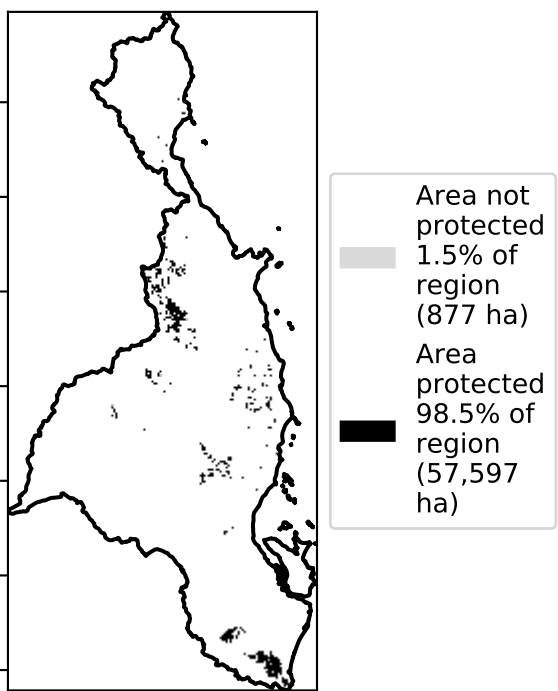 Area not
protected
1.5% of
region
(877 ha)
Area
protected
98.5% of
region
(57,597
ha)